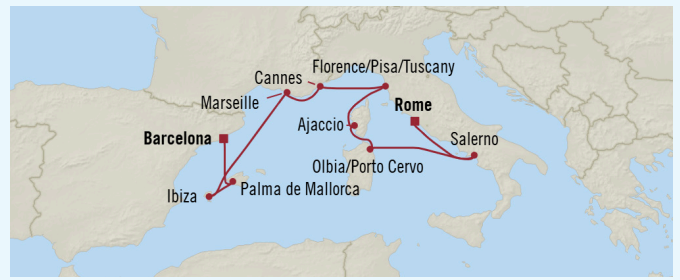 Florence/Pisa/Tuscany
Cannes
Marseille
Rome
Ajaccio
Barcelona
Salerno
Olbia/Porto Cervo
Palma de Mallorca
Ibiza